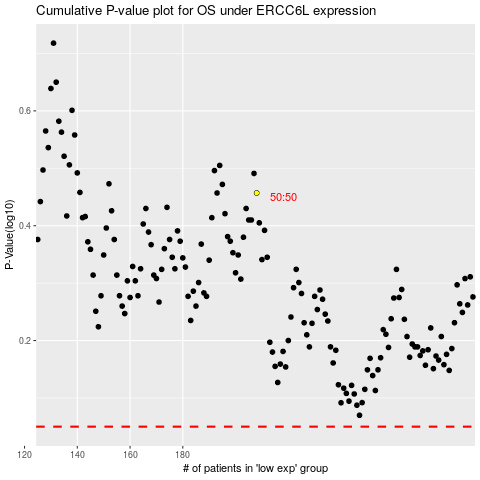 Cumulative P-value plot for OS under ERCC6L expression
P-Value(log10)
0.6
0.4
0.2
50:50
120 140 160 180
# of patients in 'low exp' group